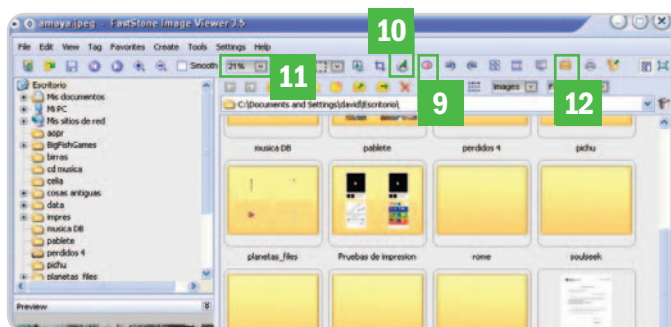 amaya.jpeg - FastStone Image Viewer 3.5
10
File Edit View Tag Favorites Create Tools Settings Help
Smooth 21%
11
9
12
Images
C:\Documents and Settings\david\Escritorio\
Escritorio
Mis documentos
Mi PC
Mis sitios de red
aopr
BigFishGames
birras
cd musica
celia
cosas antiguas
data
impres
musica DB
pablete
perdidos 4
pichu
planetas_files
Preview
musica DB pablete perdidos 4 pichu
planetas_files Pruebas de impresion rome soulseek